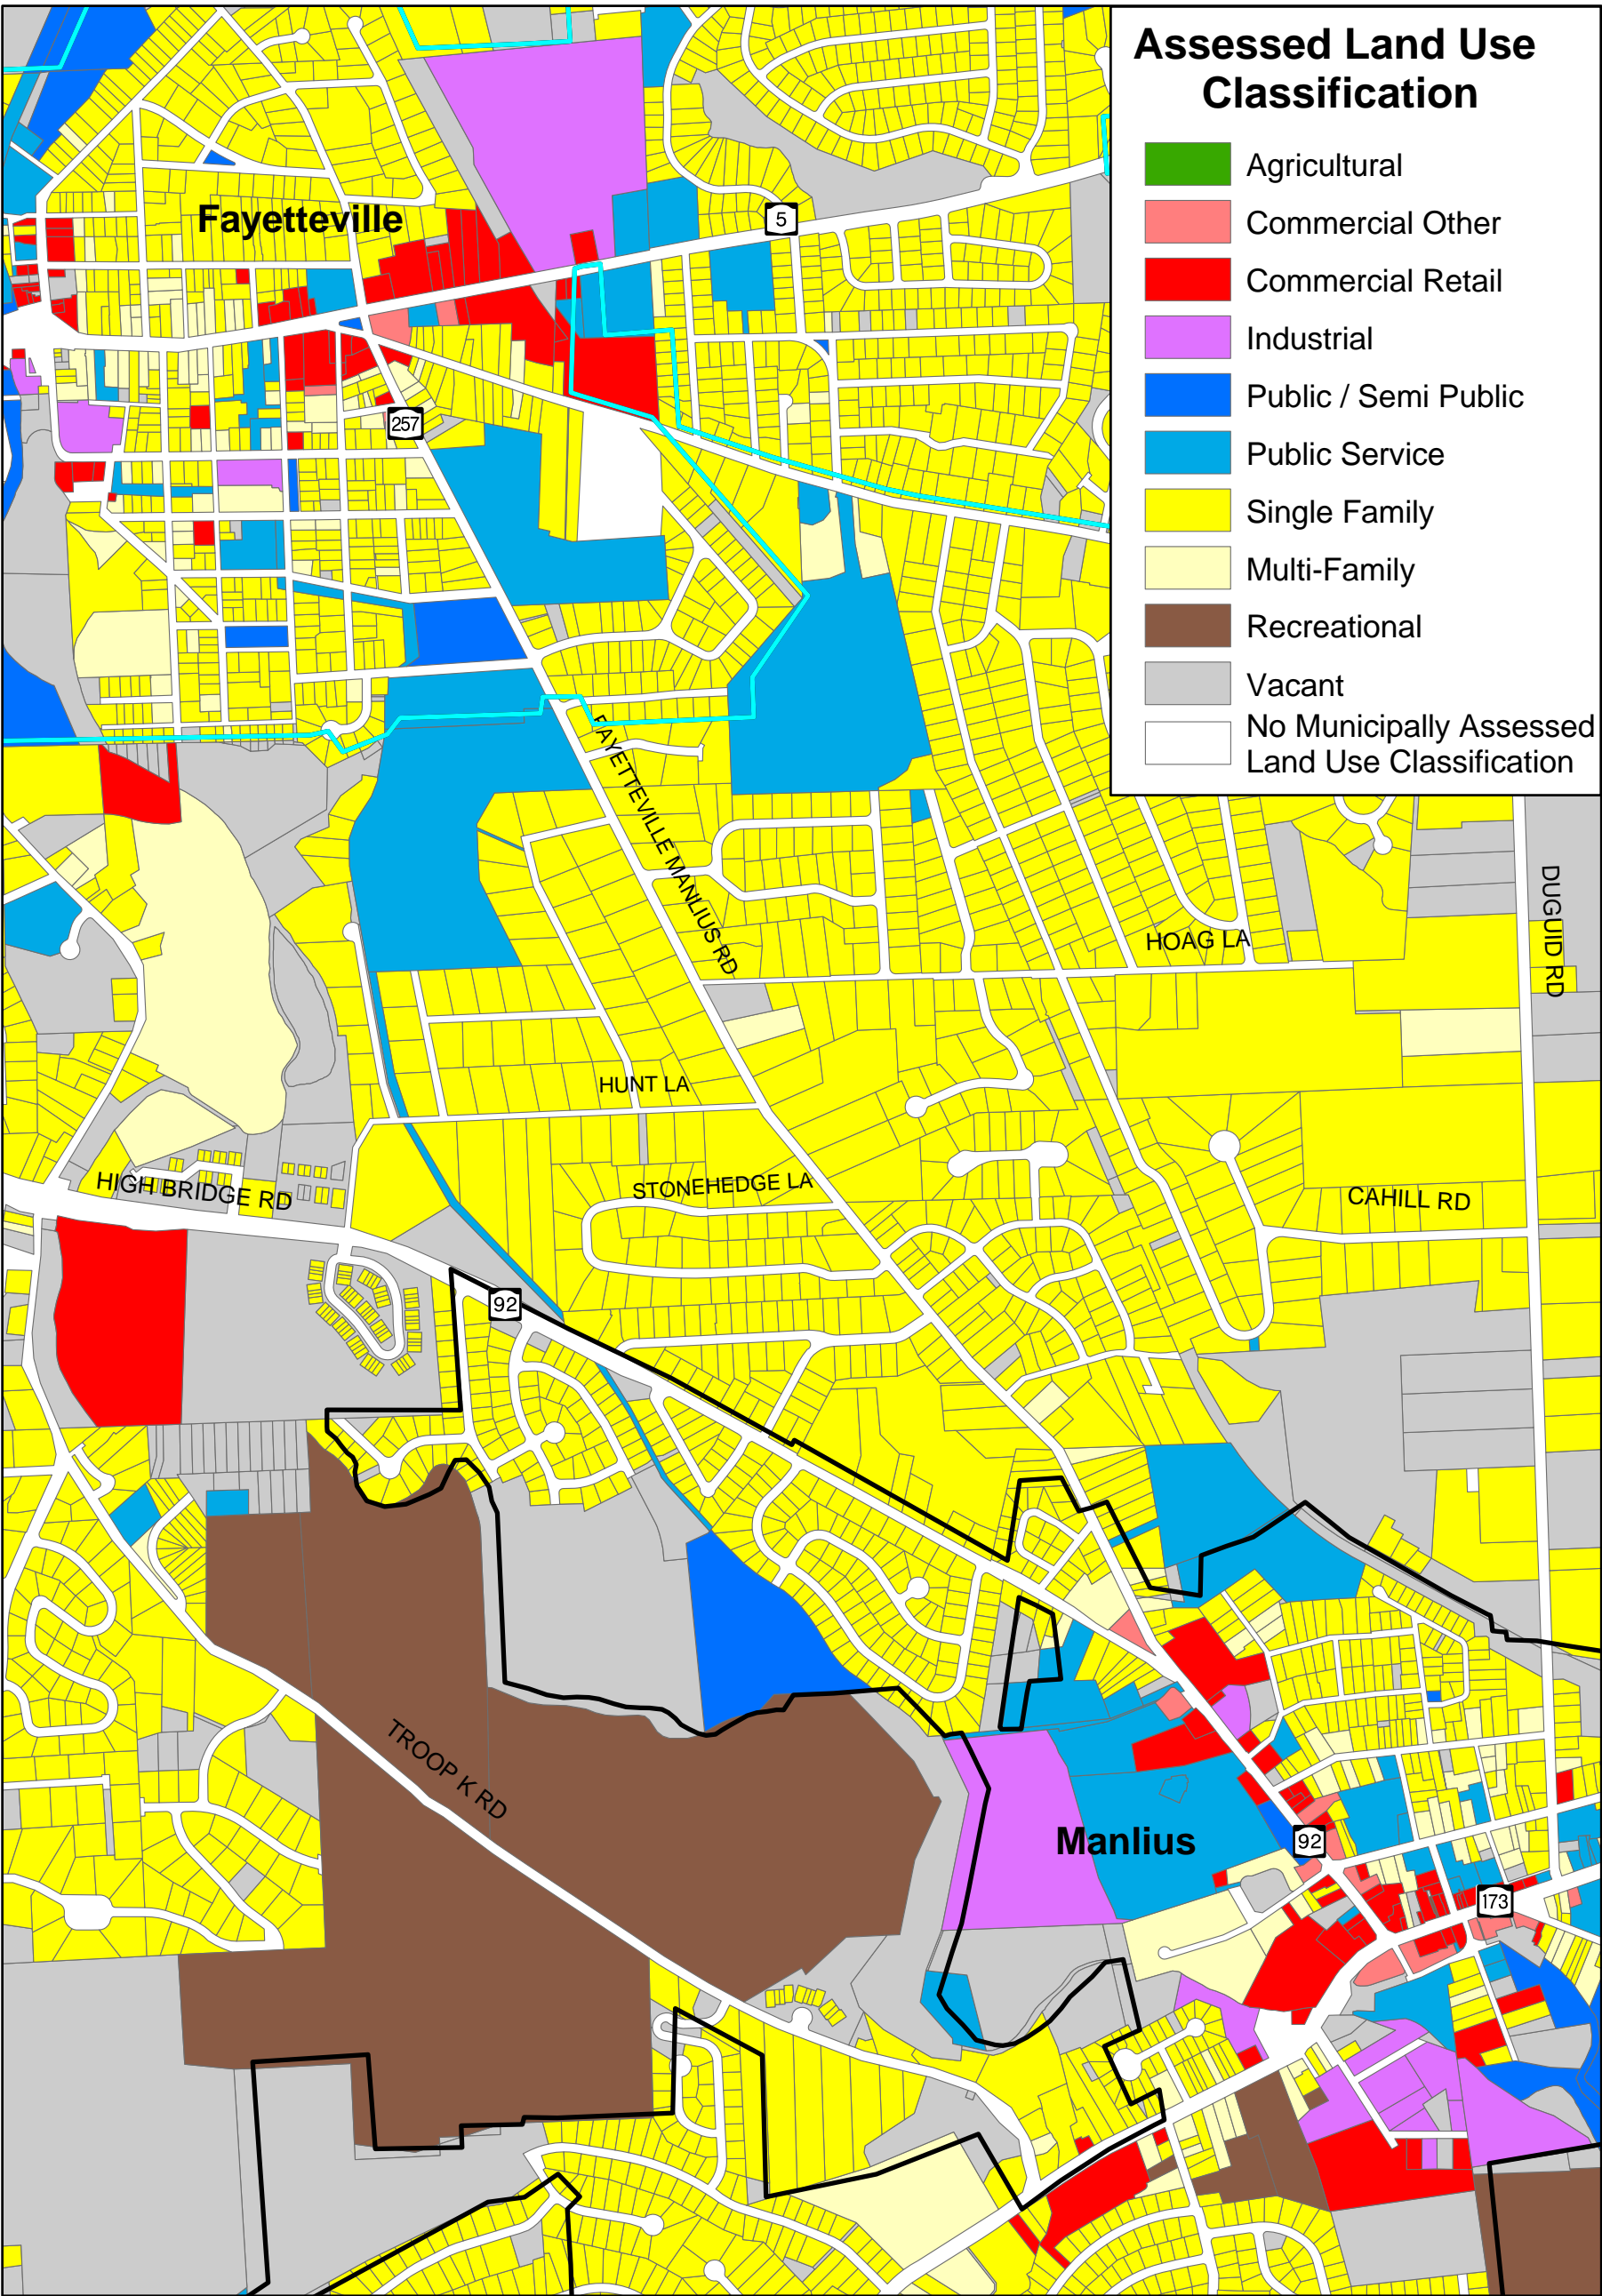 Assessed Land Use
Classification
Agricultural
Commercial Other
Commercial Retail
Industrial
Public / Semi Public
Public Service
Single Family
Multi-Family
Recreational
Vacant
No Municipally Assessed
Land Use Classification
Fayetteville
5
257
FAYETTEVILLE MANLIUS RD
DUGUID RD
HOAG LA
HUNT LA
STONEHEDGE LA
HIGH BRIDGE RD
CAHILL RD
92
TROOP K RD
Manlius
92
173